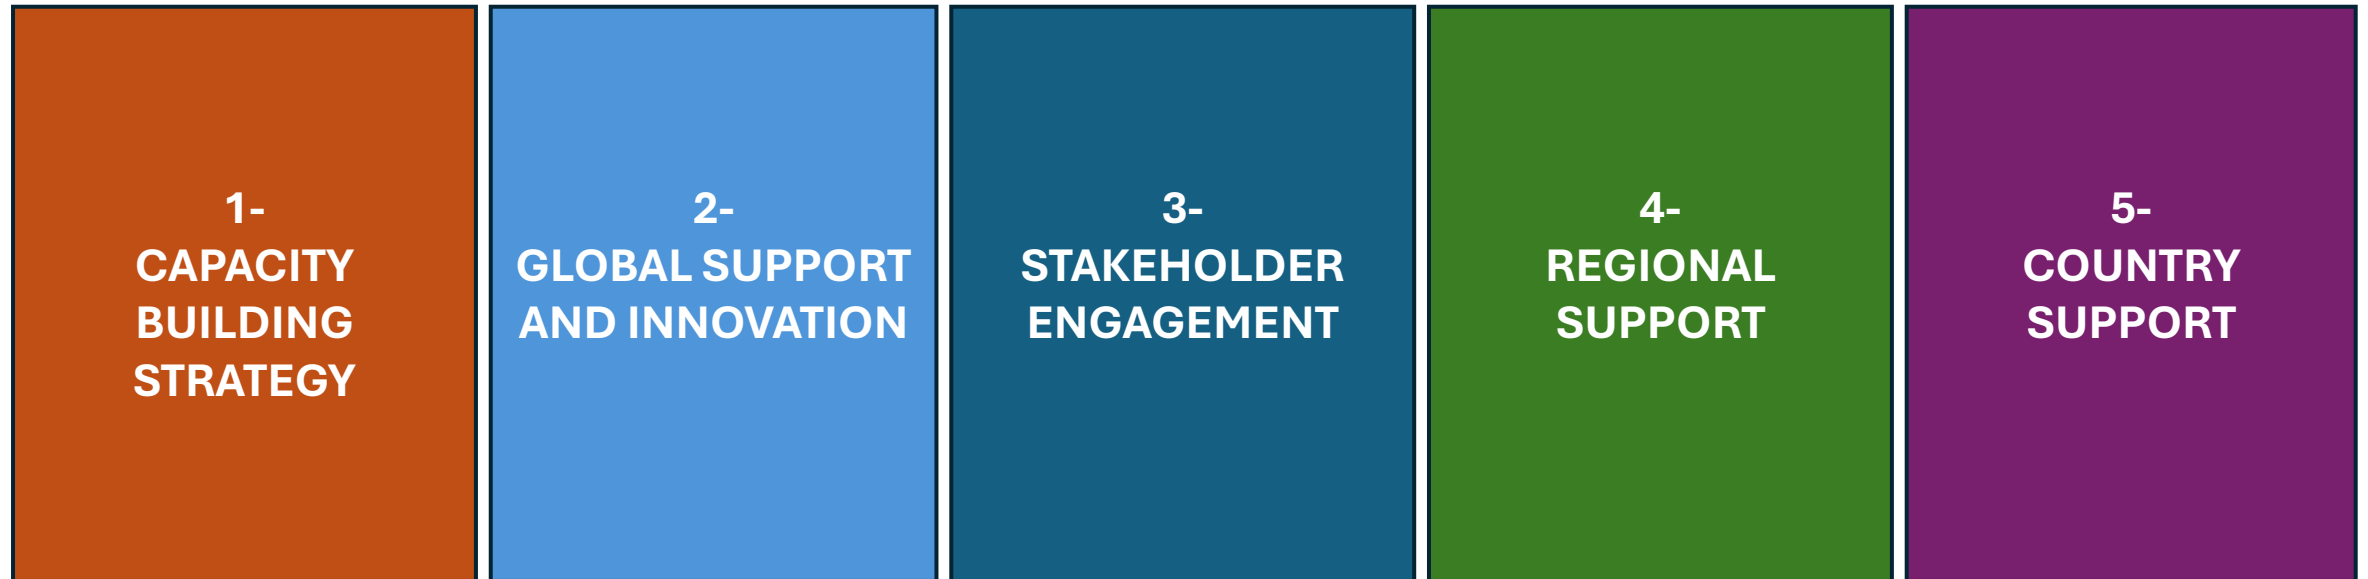 1-
CAPACITY
BUILDING
STRATEGY
2-
GLOBAL SUPPORT
AND INNOVATION
3-
STAKEHOLDER
ENGAGEMENT
4-
REGIONAL
SUPPORT
5-
COUNTRY
SUPPORT